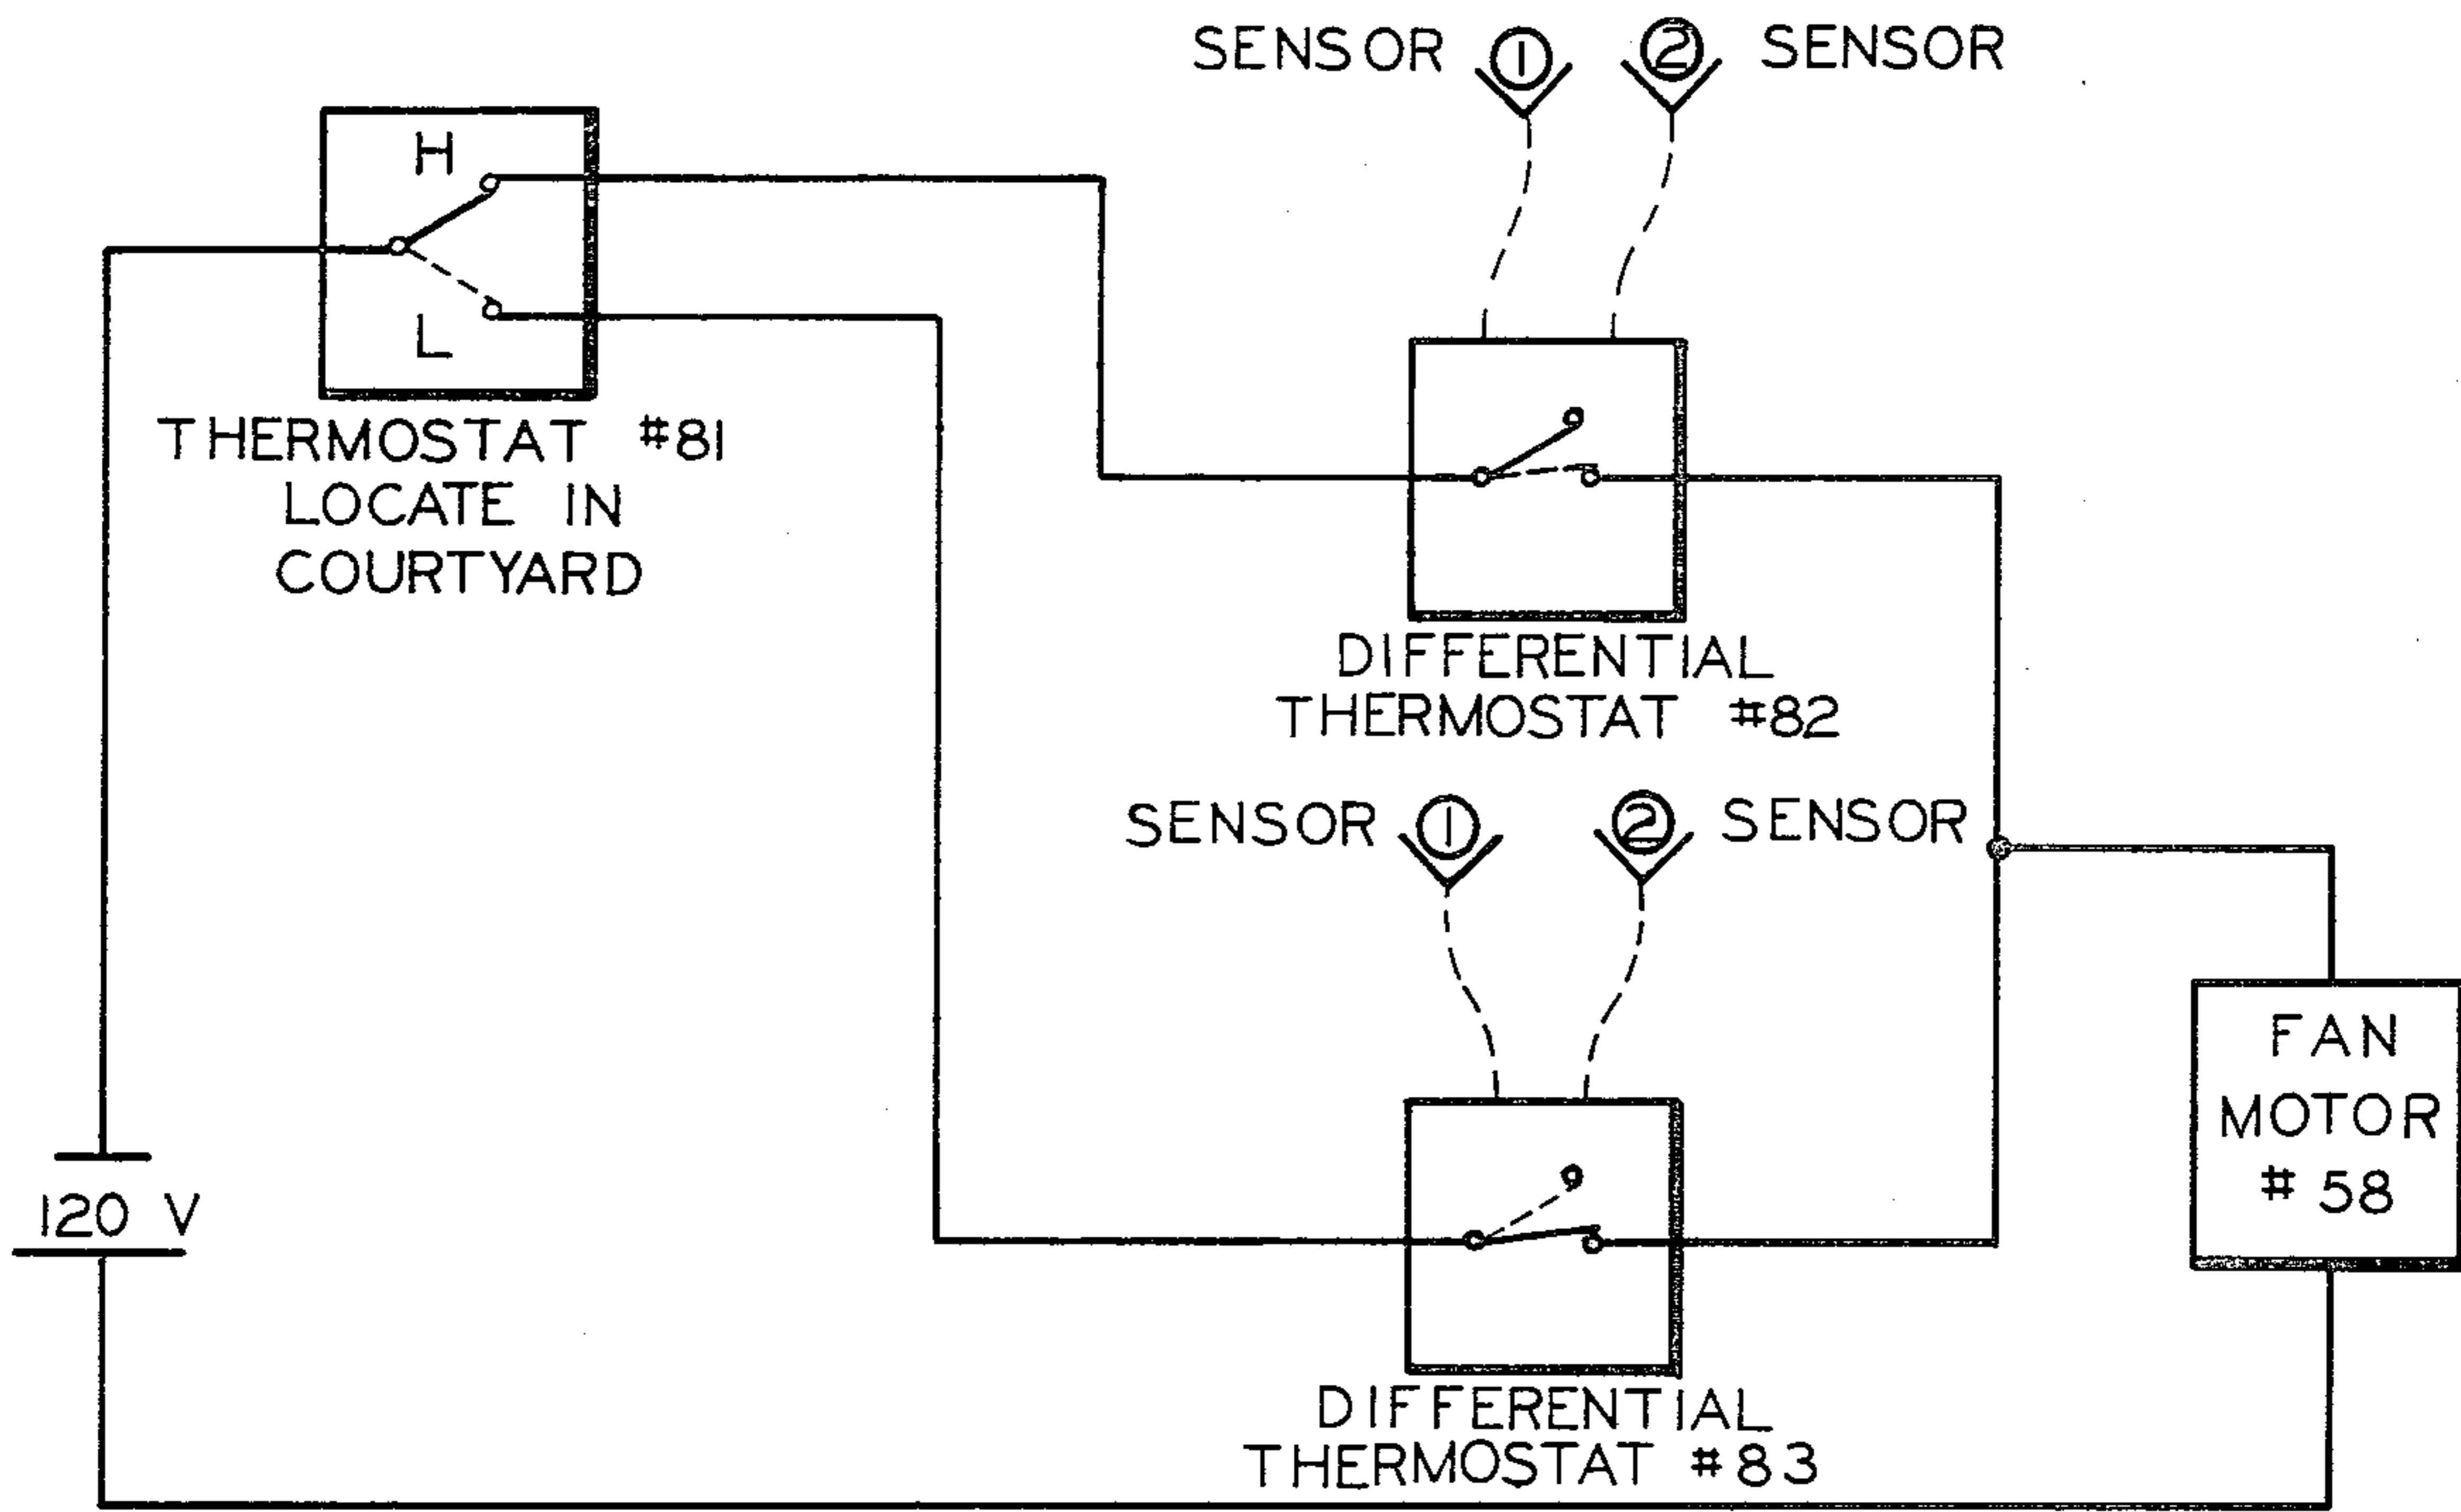 SENSOR ① ② SENSOR
H
L
THERMOSTAT #81
LOCATE IN
COURTYARD
DIFFERENTIAL
THERMOSTAT #82
SENSOR ① ② SENSOR
FAN
MOTOR
# 58
120 V
DIFFERENTIAL
THERMOSTAT #83